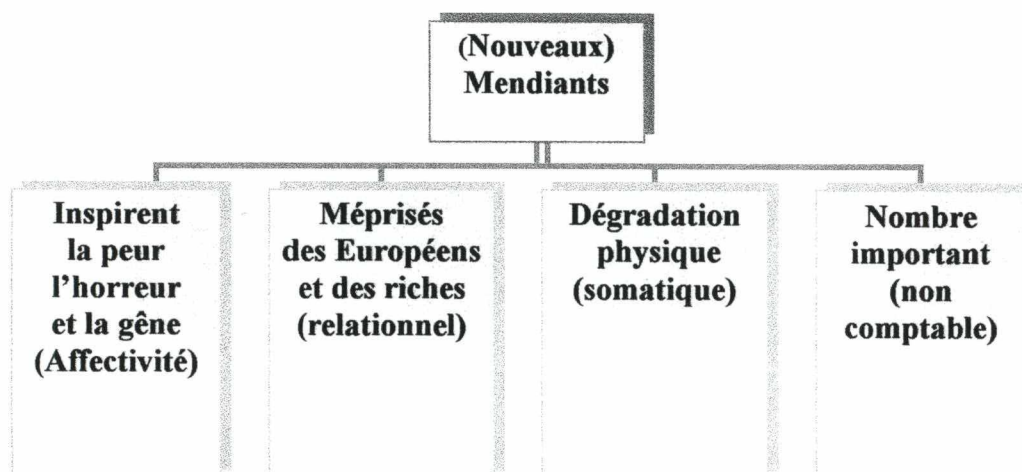 (Nouveaux)
Mendiants
Inspirent
la peur
l'horreur
et la gêne
(Affectivité)
Méprisés
des Européens
et des riches
(relationnel)
Dégradation
physique
(somatique)
Nombre
important
(non
comptable)